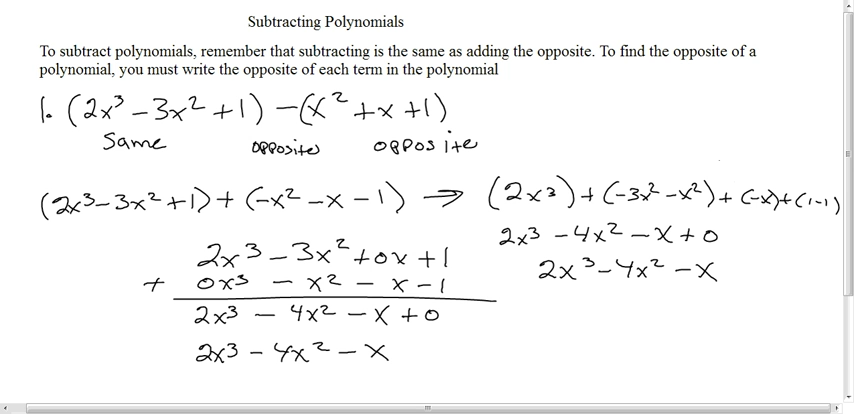 Subtracting Polynomials
To subtract polynomials, remember that subtracting is the same as adding the opposite. To find the opposite of a
polynomial, you must write the opposite of each term in the polynomial
1. (2x³ - 3x² + 1) - (x² + x + 1)
Same opposites opposite
(2x³ - 3x² + 1) + (-x² - x - 1) → (2x³) + (-3x² - x²) + (-x) + (1-1)
2x³ - 4x² - x + 0
2x³ - 4x² - x
2x³ - 3x² + 0x + 1
+ 0x³ - x² - x - 1
2x³ - 4x² - x + 0
2x³ - 4x² - x